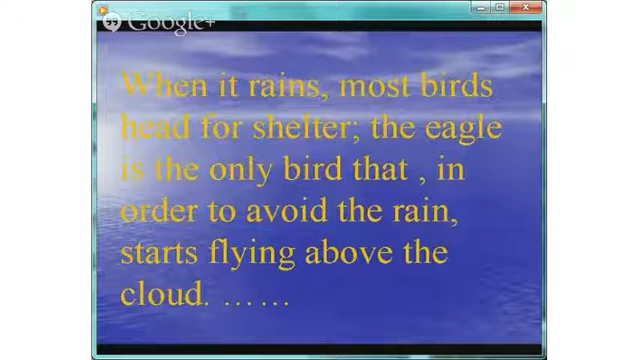 Google+
When it rains, most birds
head for shelter; the eagle
is the only bird that , in
order to avoid the rain,
starts flying above the
cloud. ……